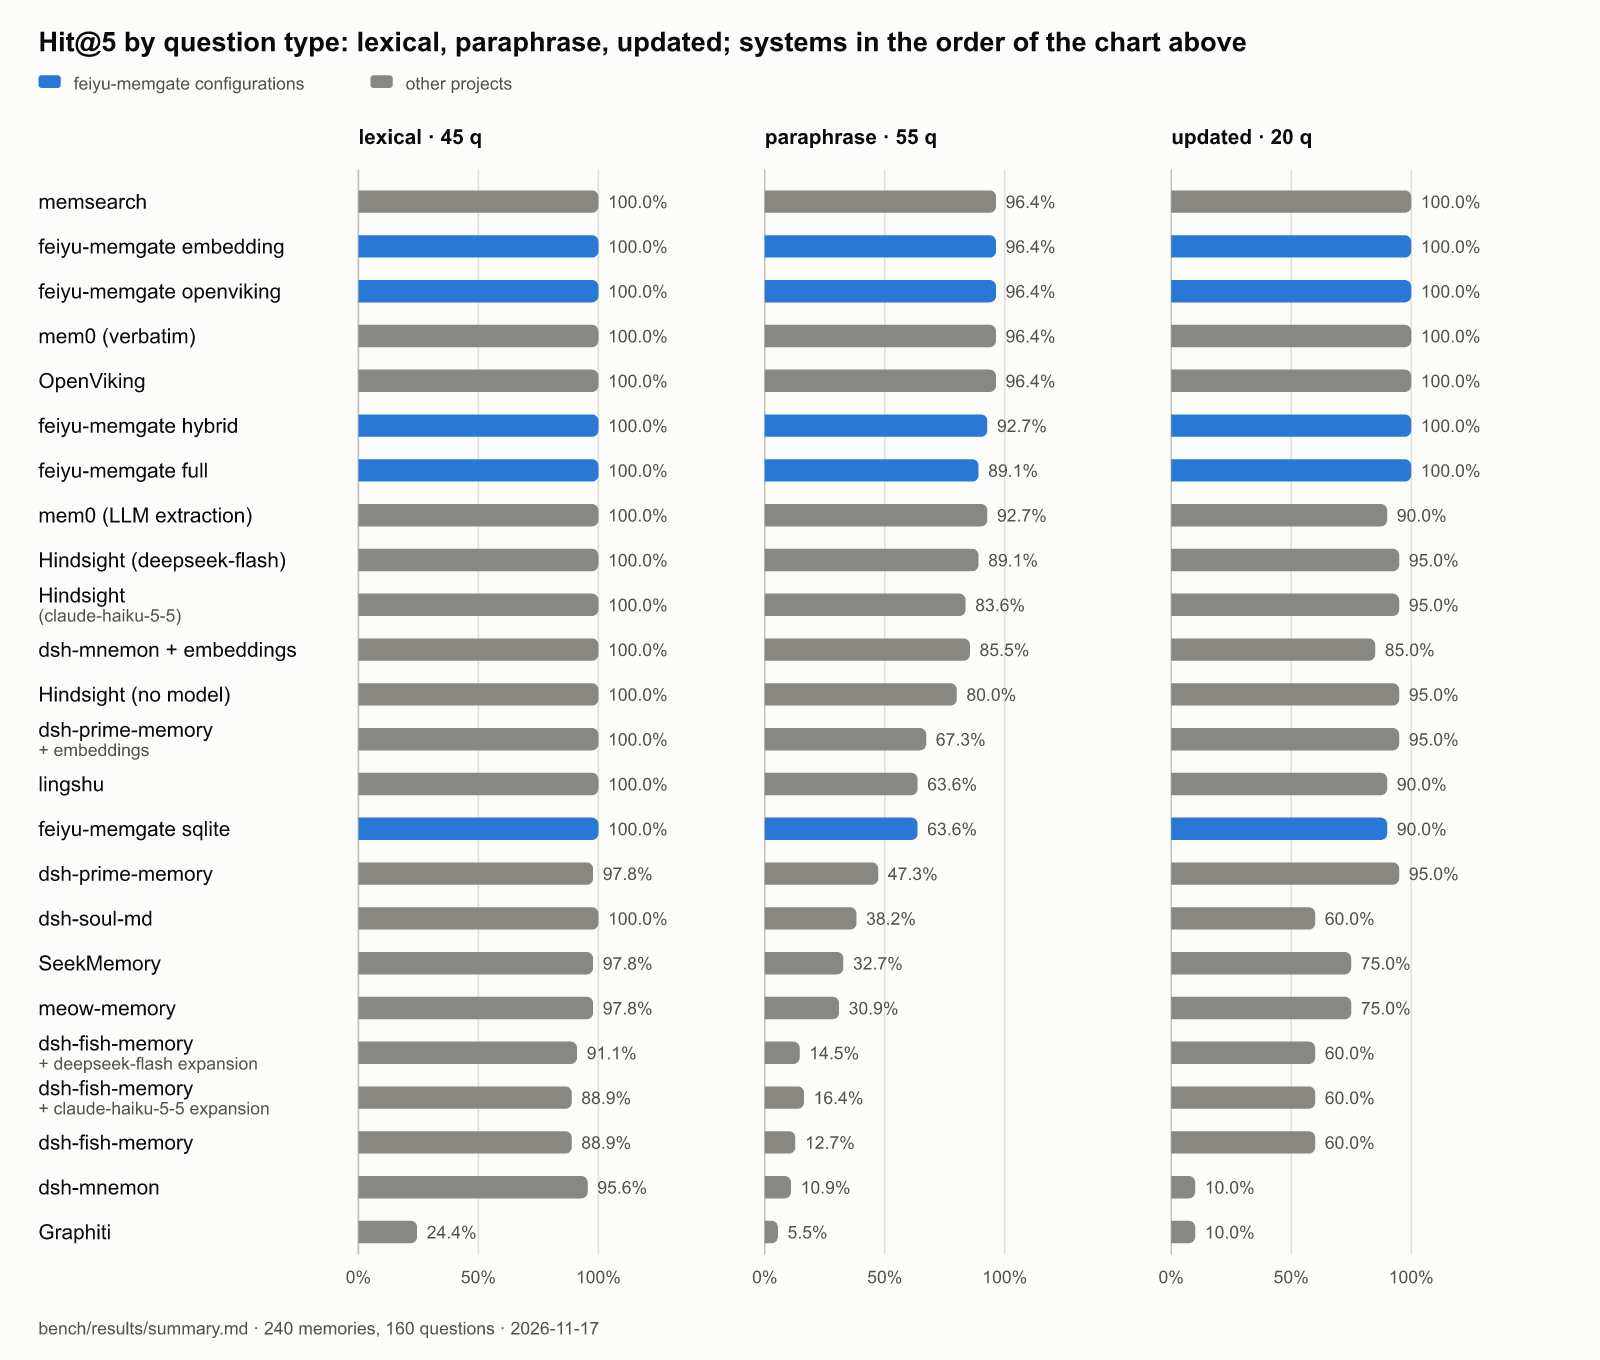 Hit@5 by question type: lexical, paraphrase, updated; systems in the order of the chart above
feiyu-memgate configurations other projects
lexical · 45 q paraphrase · 55 q updated · 20 q
memsearch 100.0% 96.4% 100.0%
feiyu-memgate embedding 100.0% 96.4% 100.0%
feiyu-memgate openviking 100.0% 96.4% 100.0%
mem0 (verbatim) 100.0% 96.4% 100.0%
OpenViking 100.0% 96.4% 100.0%
feiyu-memgate hybrid 100.0% 92.7% 100.0%
feiyu-memgate full 100.0% 89.1% 100.0%
mem0 (LLM extraction) 100.0% 92.7% 90.0%
Hindsight (deepseek-flash) 100.0% 89.1% 95.0%
Hindsight
(claude-haiku-5-5) 100.0% 83.6% 95.0%
dsh-mnemon + embeddings 100.0% 85.5% 85.0%
Hindsight (no model) 100.0% 80.0% 95.0%
dsh-prime-memory
+ embeddings 100.0% 67.3% 95.0%
lingshu 100.0% 63.6% 90.0%
feiyu-memgate sqlite 100.0% 63.6% 90.0%
dsh-prime-memory 97.8% 47.3% 95.0%
dsh-soul-md 100.0% 38.2% 60.0%
SeekMemory 97.8% 32.7% 75.0%
meow-memory 97.8% 30.9% 75.0%
dsh-fish-memory
+ deepseek-flash expansion 91.1% 14.5% 60.0%
dsh-fish-memory
+ claude-haiku-5-5 expansion 88.9% 16.4% 60.0%
dsh-fish-memory 88.9% 12.7% 60.0%
dsh-mnemon 95.6% 10.9% 10.0%
Graphiti 24.4% 5.5% 10.0%
0% 50% 100% 0% 50% 100% 0% 50% 100%
bench/results/summary.md · 240 memories, 160 questions · 2026-11-17